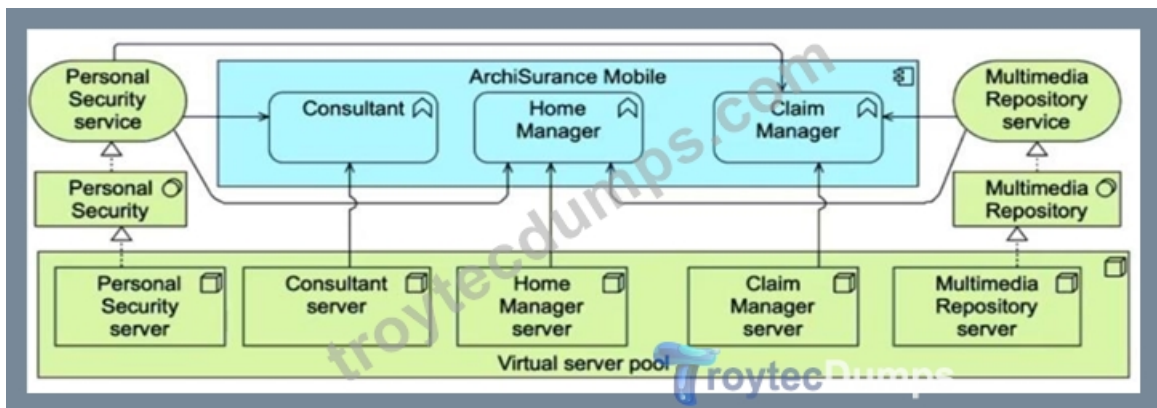 ArchiSurance Mobile
Personal
Security
service
Consultant
Home
Manager
Claim
Manager
Multimedia
Repository
service
Personal
Security
Multimedia
Repository
Personal
Security
server
Consultant
server
Home
Manager
server
Claim
Manager
server
Multimedia
Repository
server
Virtual server pool
troytecdumps.com
TroytecDumps